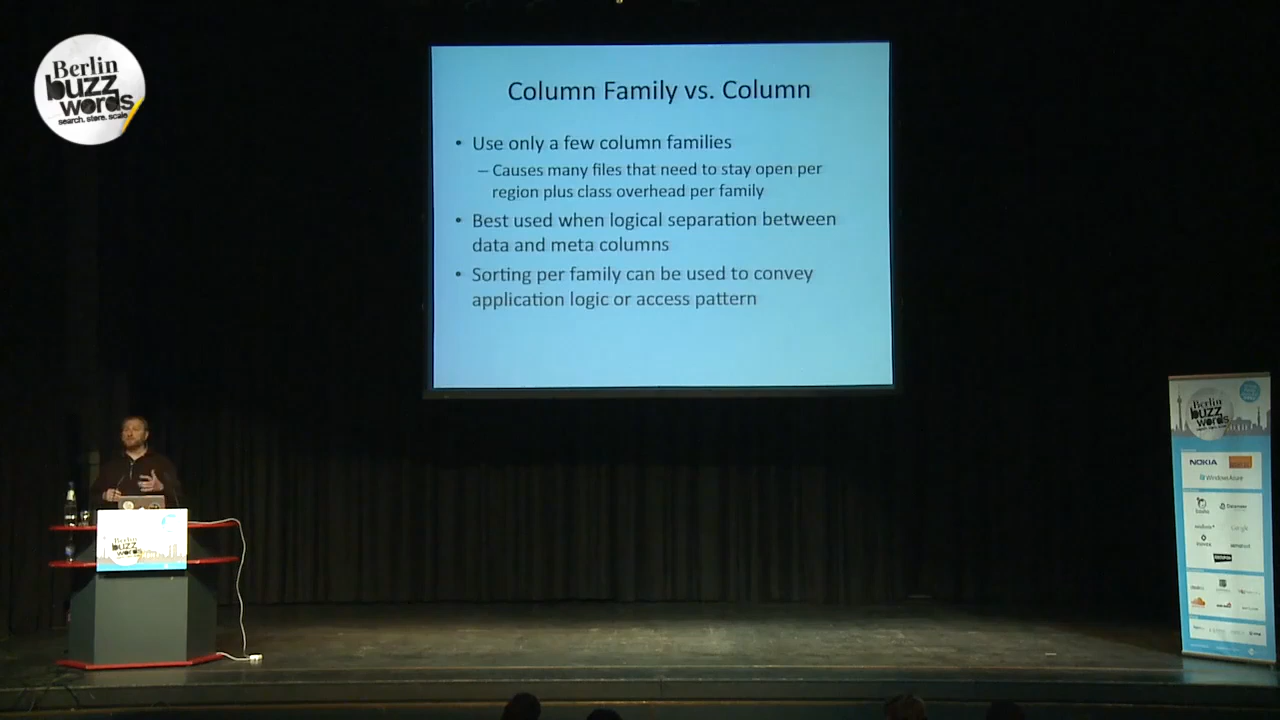 Berlin
buzz
words
search. store. scale
Column Family vs. Column
• Use only a few column families
– Causes many files that need to stay open per
region plus class overhead per family
• Best used when logical separation between
data and meta columns
• Sorting per family can be used to convey
application logic or access pattern
Berlin
buzz
words
Berlin
buzz
words
NOKIA
Windows Azure
Google